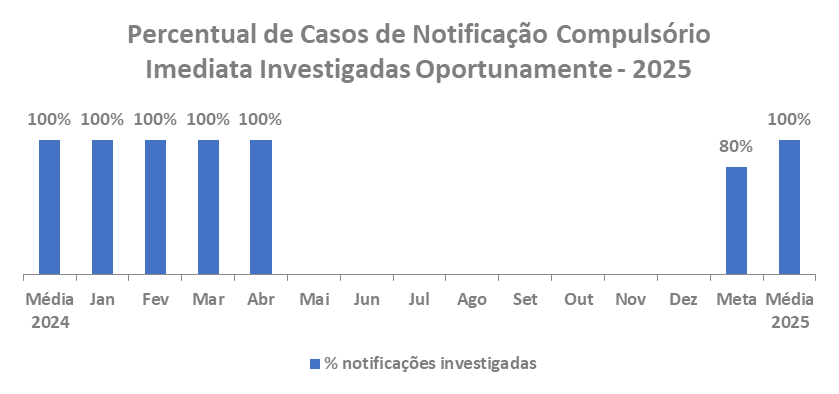 Percentual de Casos de Notificação Compulsório
Imediata Investigadas Oportunamente - 2025
100% 100% 100% 100% 100% 80% 100%
Média 2024 Jan Fev Mar Abr Mai Jun Jul Ago Set Out Nov Dez Meta Média 2025
% notificações investigadas